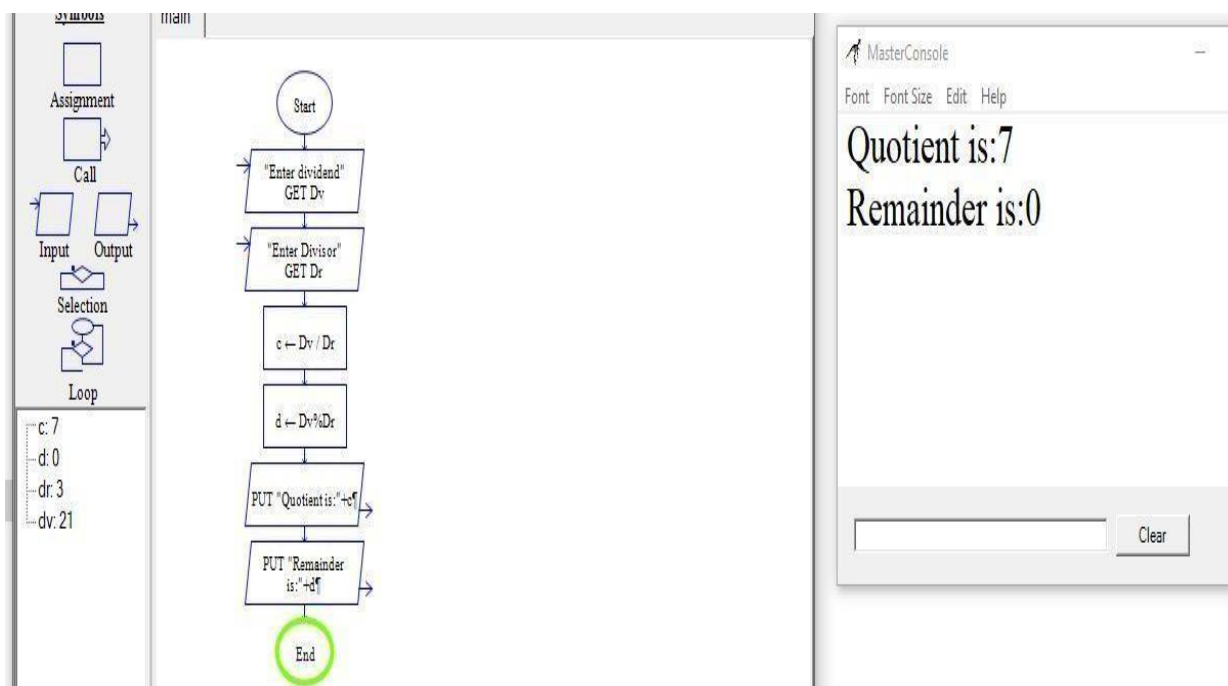 Symbols
Assignment
Call
Input Output
Selection
Loop
c: 7
d: 0
dr: 3
dv: 21
main
Start
"Enter dividend"
GET Dv
"Enter Divisor"
GET Dr
c ← Dv / Dr
d ← Dv%Dr
PUT "Quotient is:"+c¶
PUT "Remainder
is:"+d¶
End
MasterConsole
Font Font Size Edit Help
Quotient is:7
Remainder is:0
Clear